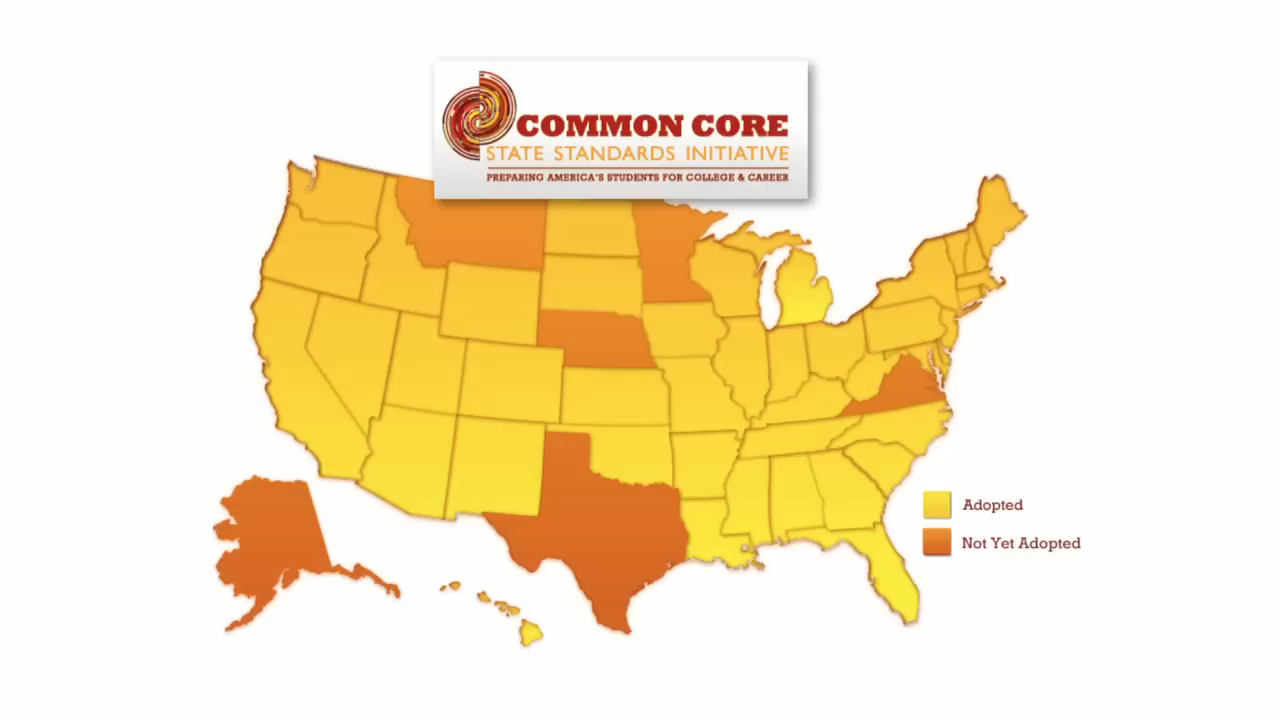 COMMON CORE
STATE STANDARDS INITIATIVE
PREPARING AMERICA'S STUDENTS FOR COLLEGE & CAREER
Adopted
Not Yet Adopted